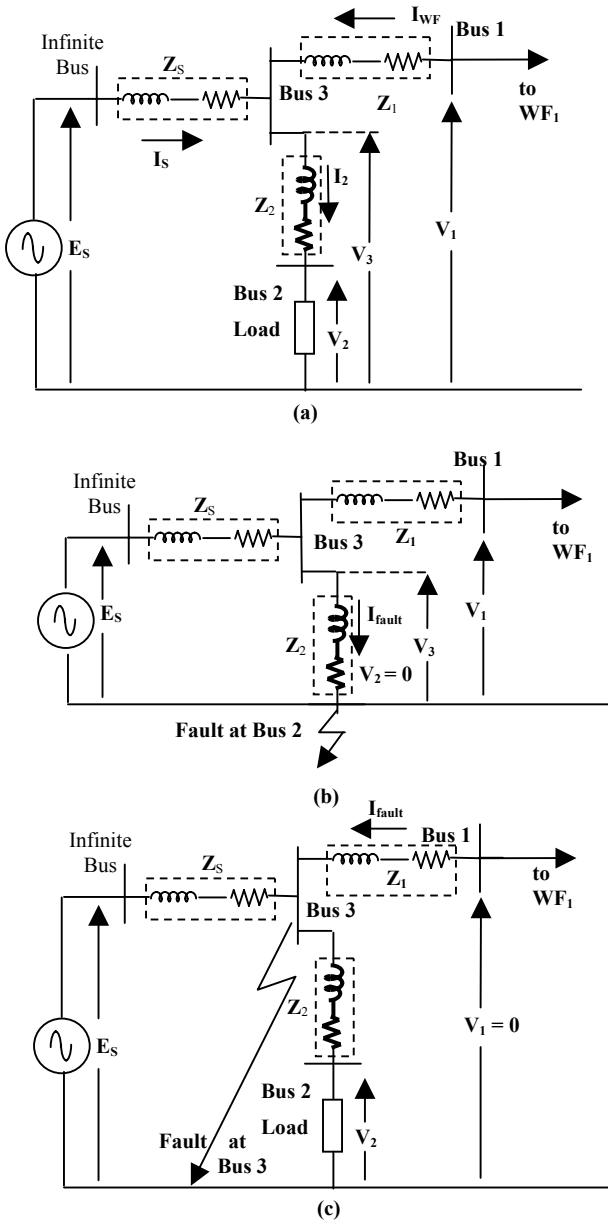 Infinite
Bus
Z_S
I_WF
Bus 1
Bus 3
Z_1
to
WF_1
I_S
I_2
Z_2
E_S
V_3
V_1
Bus 2
Load
V_2
(a)
Infinite
Bus
Z_S
Bus 1
Bus 3
Z_1
to
WF_1
E_S
I_fault
Z_2
V_3
V_1
V_2 = 0
Fault at Bus 2
(b)
Infinite
Bus
Z_S
I_fault
Bus 1
Z_1
to
WF_1
Bus 3
Z_2
E_S
V_1 = 0
Bus 2
Load
V_2
Fault at
Bus 3
(c)